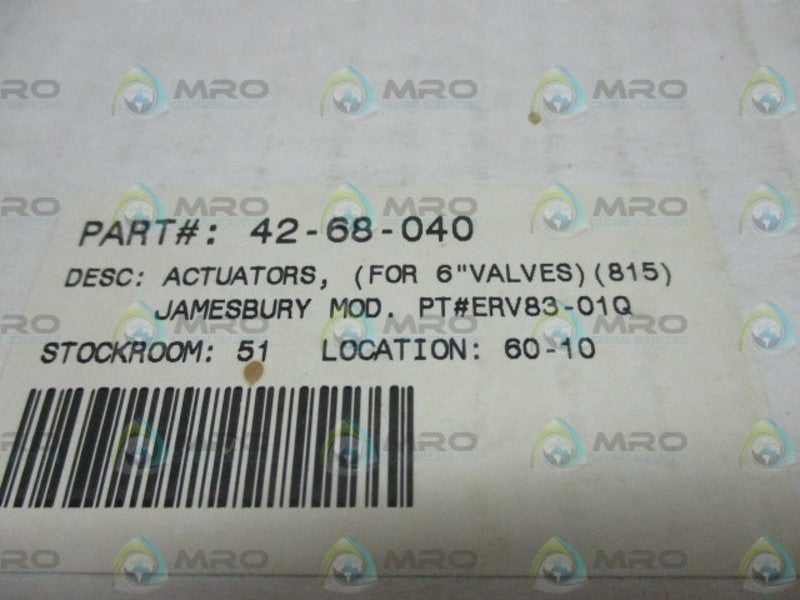 PART#: 42-68-040
DESC: ACTUATORS, (FOR 6"VALVES)(815)
JAMESBURY MOD. PT#ERV83-01Q
STOCKROOM: 51 LOCATION: 60-10
MRO